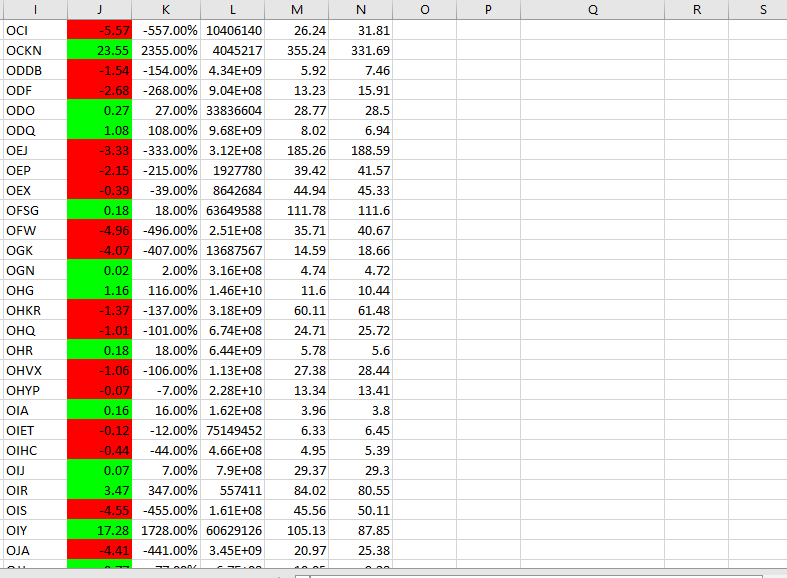 I J K L M N O P Q R S
OCI -5.57 -557.00% 10406140 26.24 31.81
OCKN 23.55 2355.00% 4045217 355.24 331.69
ODDB -1.54 -154.00% 4.34E+09 5.92 7.46
ODF -2.68 -268.00% 9.04E+08 13.23 15.91
ODO 0.27 27.00% 33836604 28.77 28.5
ODQ 1.08 108.00% 9.68E+09 8.02 6.94
OEJ -3.33 -333.00% 3.12E+08 185.26 188.59
OEP -2.15 -215.00% 1927780 39.42 41.57
OEX -0.39 -39.00% 8642684 44.94 45.33
OFSG 0.18 18.00% 63649588 111.78 111.6
OFW -4.96 -496.00% 2.51E+08 35.71 40.67
OGK -4.07 -407.00% 13687567 14.59 18.66
OGN 0.02 2.00% 3.16E+08 4.74 4.72
OHG 1.16 116.00% 1.46E+10 11.6 10.44
OHKR -1.37 -137.00% 3.18E+09 60.11 61.48
OHQ -1.01 -101.00% 6.74E+08 24.71 25.72
OHR 0.18 18.00% 6.44E+09 5.78 5.6
OHVX -1.06 -106.00% 1.13E+08 27.38 28.44
OHYP -0.07 -7.00% 2.28E+10 13.34 13.41
OIA 0.16 16.00% 1.62E+08 3.96 3.8
OIET -0.12 -12.00% 75149452 6.33 6.45
OIHC -0.44 -44.00% 4.66E+08 4.95 5.39
OIJ 0.07 7.00% 7.9E+08 29.37 29.3
OIR 3.47 347.00% 557411 84.02 80.55
OIS -4.55 -455.00% 1.61E+08 45.56 50.11
OIY 17.28 1728.00% 60629126 105.13 87.85
OJA -4.41 -441.00% 3.45E+09 20.97 25.38